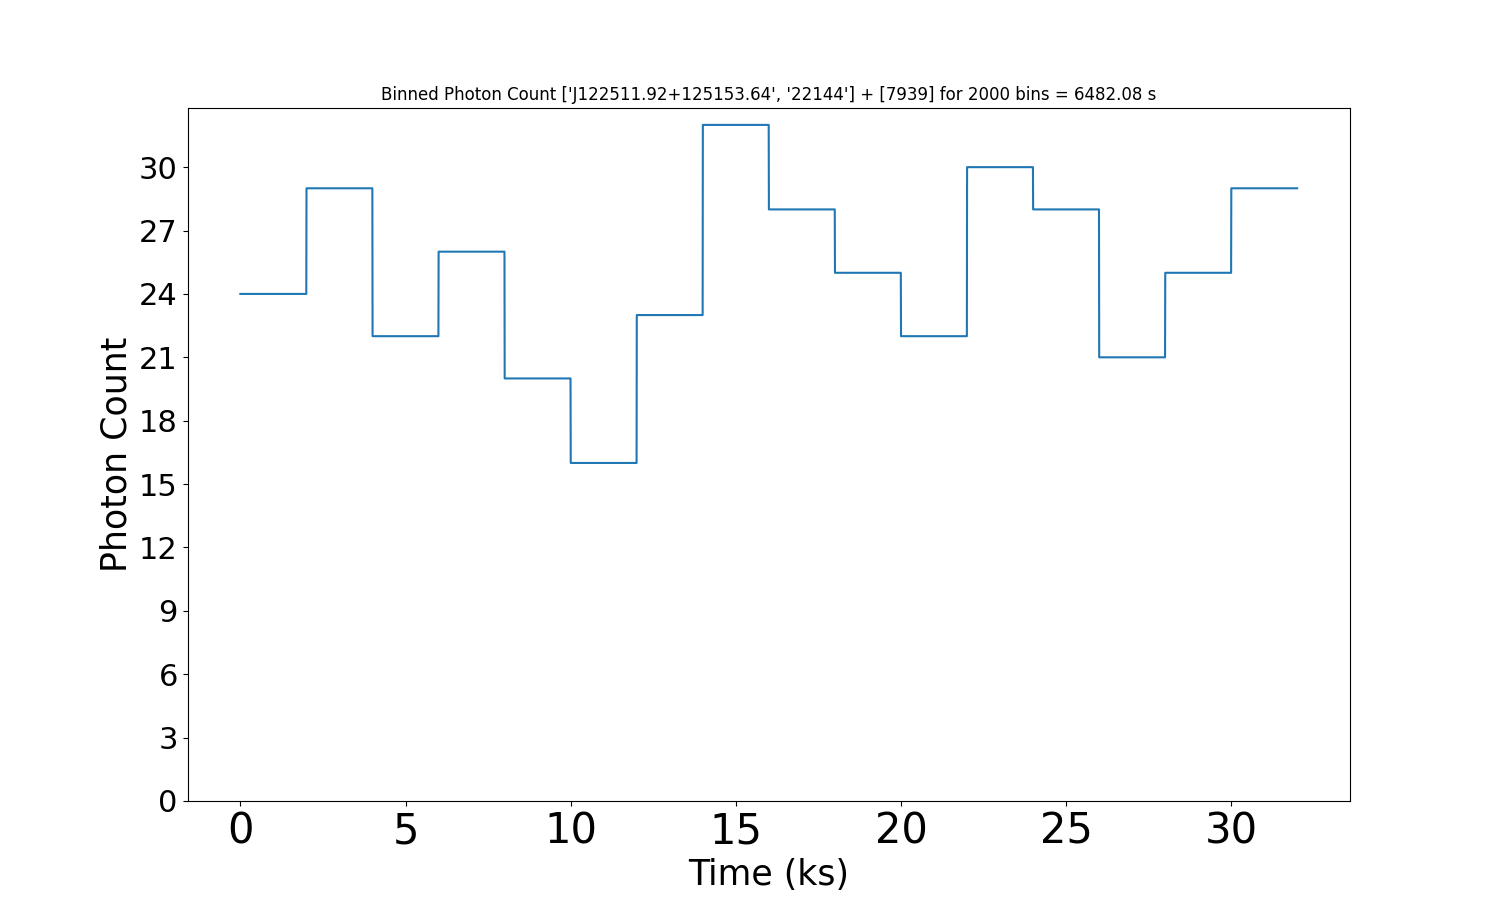 Binned Photon Count ['J122511.92+125153.64', '22144'] + [7939] for 2000 bins = 6482.08 s
30
27
24
21
18
15
12
9
6
3
0
Photon Count
0 5 10 15 20 25 30
Time (ks)